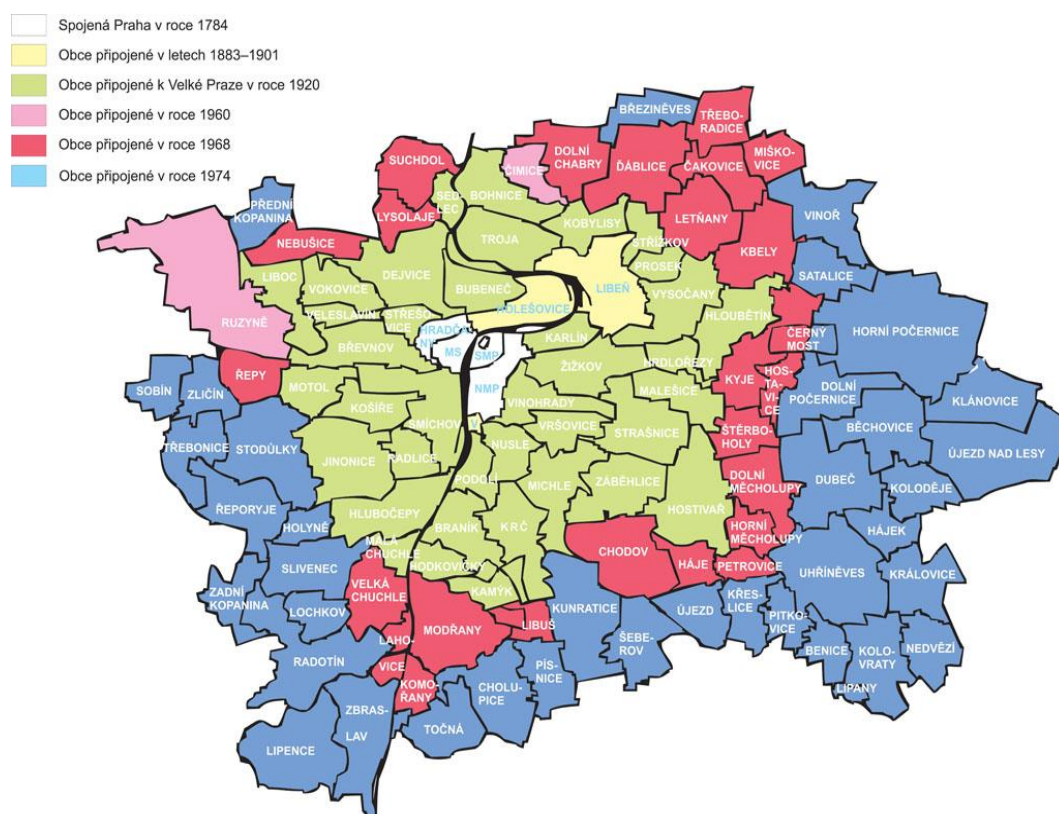 Spojená Praha v roce 1784
Obce připojené v letech 1883–1901
Obce připojené k Velké Praze v roce 1920
Obce připojené v roce 1960
Obce připojené v roce 1968
Obce připojené v roce 1974
BŘEZINĚVES
TŘEBO-
RADICE
SUCHDOL
DOLNÍ
CHABRY
ĎÁBLICE
ČAKOVICE
MIŠKO-
VICE
ČIMICE
BOHNICE
SED-
LEC
PŘEDNÍ
KOPANINA
LYSOLAJE
KOBYLISY
LETŇANY
VINOŘ
NEBUŠICE
TROJA
STŘÍŽKOV
KBELY
LIBOC
DEJVICE
PROSEK
SATALICE
VOKOVICE
BUBENEČ
LIBEŇ
VYSOČANY
HOLEŠOVICE
RUZYNĚ
VELESLAVÍN
STŘEŠO-
VICE
HLOUBĚTÍN
HRADČA
NY
KARLÍN
ČERNÝ
MOST
HORNÍ POČERNICE
BŘEVNOV
MS
SMP
ŽIŽKOV
HRDLOŘEZY
KYJE
HOS-
TA-
VI-
CE
ŘEPY
MOTOL
NMP
MALEŠICE
DOLNÍ
POČERNICE
SOBÍN
ZLIČÍN
KOŠÍŘE
VINOHRADY
KLÁNOVICE
SMÍCHOV
V
VRŠOVICE
STRAŠNICE
ŠTĚRBO-
HOLY
BĚCHOVICE
TŘEBONICE
STODŮLKY
JINONICE
RADLICE
NUSLE
ÚJEZD NAD LESY
PODOLÍ
MICHLE
ZÁBĚHLICE
DOLNÍ
MĚCHOLUPY
DUBEČ
KOLODĚJE
ŘEPORYJE
HLUBOČEPY
BRANÍK
KRČ
HOSTIVAŘ
HOLYNĚ
HORNÍ
MĚCHOLUPY
HÁJEK
MALÁ
CHUCHLE
HODKOVIČKY
CHODOV
HÁJE
PETROVICE
UHŘÍNĚVES
KRÁLOVICE
SLIVENEC
VELKÁ
CHUCHLE
KAMÝK
ZADNÍ
KOPANINA
LOCHKOV
KUNRATICE
ÚJEZD
KŘES-
LICE
PITKO-
VICE
MODŘANY
LIBUŠ
LAHO-
VICE
ŠEBE-
ROV
BENICE
KOLO-
VRATY
NEDVĚZÍ
RADOTÍN
PÍS-
NICE
KOMO-
ŘANY
CHOLU-
PICE
LIPANY
ZBRAS-
LAV
TOČNÁ
LIPENCE